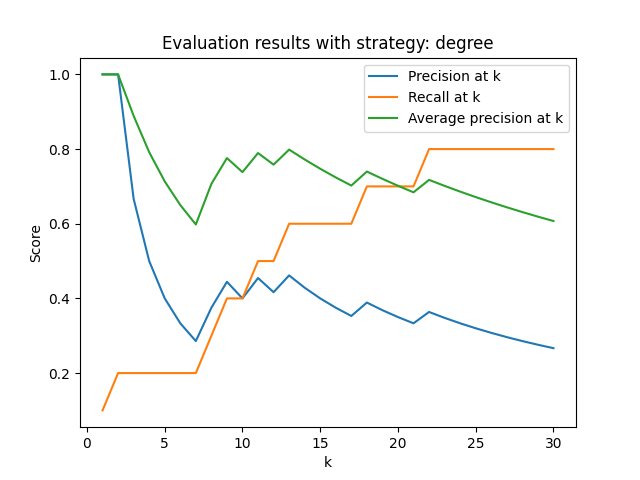 Evaluation results with strategy: degree
Precision at k
Recall at k
Average precision at k
Score
1.0
0.8
0.6
0.4
0.2
0 5 10 15 20 25 30
k